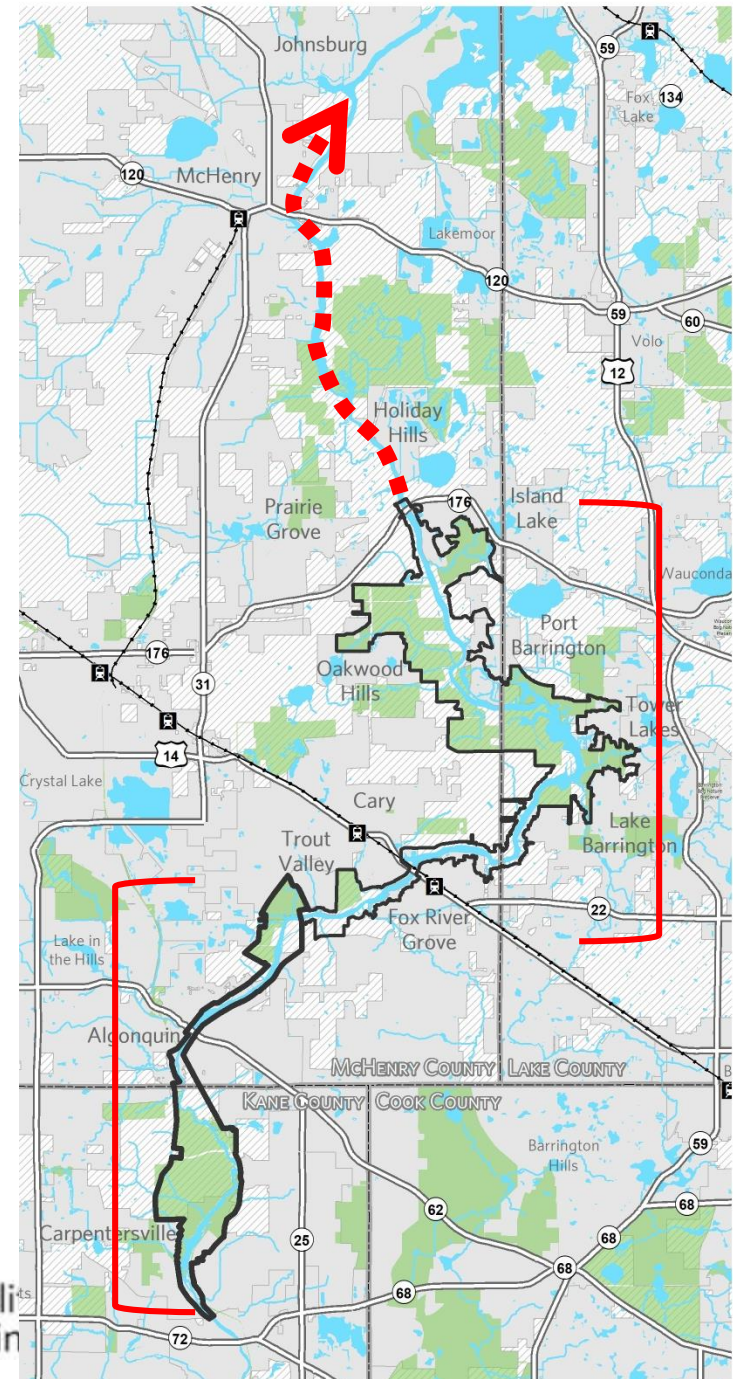 Johnsburg
59
Fox
Lake
134
120
McHenry
Lakemoor
120
59
60
Volo
12
Holiday
Hills
176
Island
Lake
Prairie
Grove
Wauconda
Port
Barrington
176
Oakwood
Hills
31
Tower
Lakes
14
Crystal Lake
Cary
Trout
Valley
Lake
Barrington
Fox River
Grove
22
Lake in
the Hills
Algonquin
McHenry County
Lake County
Kane County
Cook County
59
Barrington
Hills
68
62
68
Carpentersville
25
68
68
72